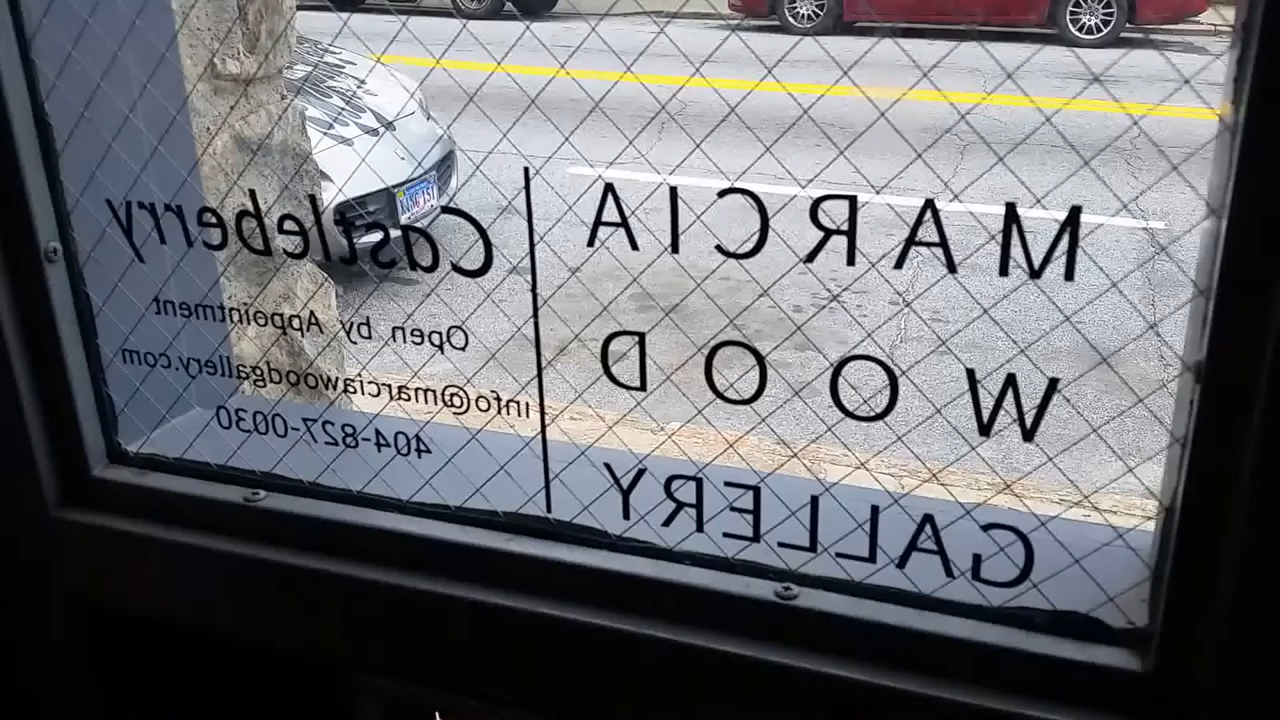 MARCIA
WOOD
GALLERY
Castleberry
Open by Appointment
info@marciawoodgallery.com
404-827-0030